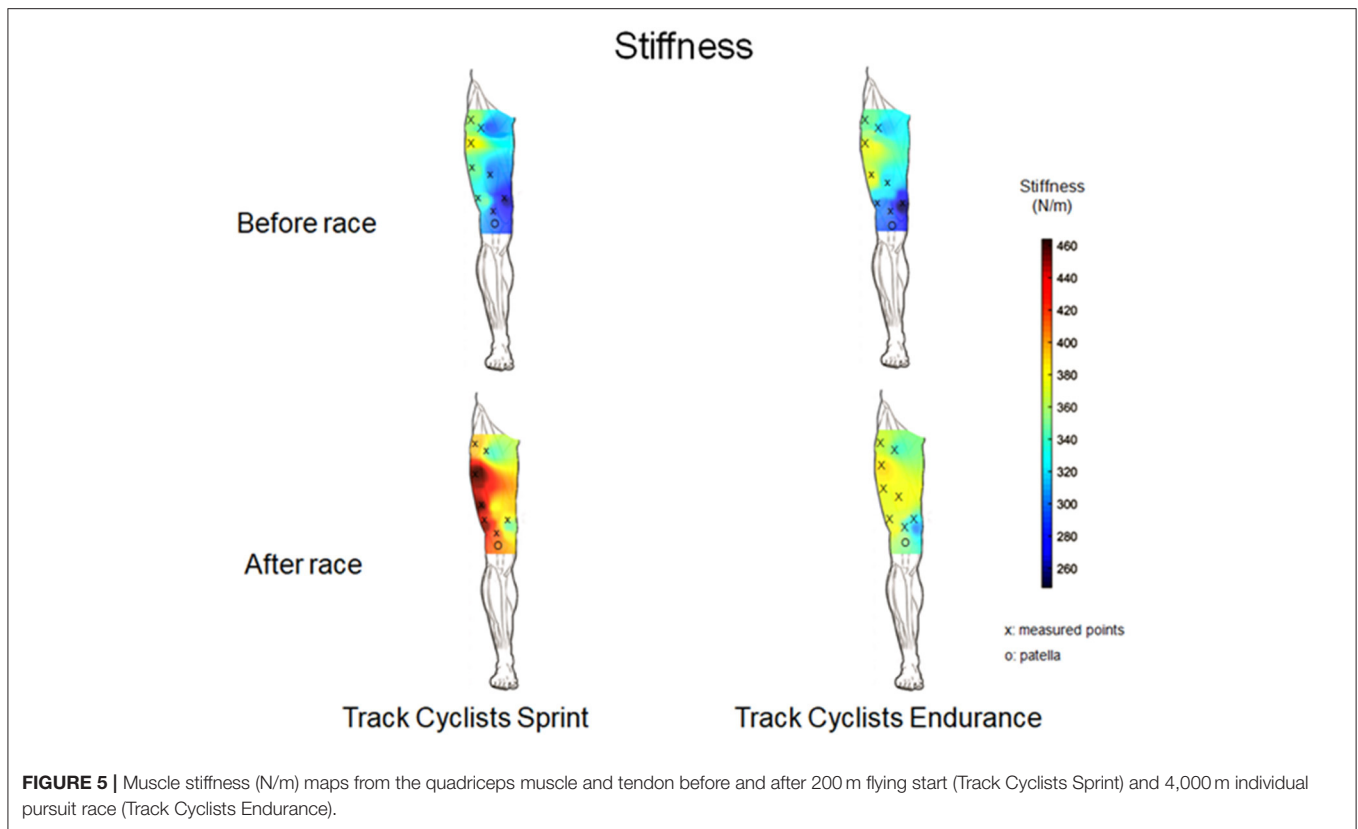 Stiffness
Before race
After race
Track Cyclists Sprint
Track Cyclists Endurance
Stiffness
(N/m)
460
440
420
400
380
360
340
320
300
280
260
x: measured points
o: patella
FIGURE 5 | Muscle stiffness (N/m) maps from the quadriceps muscle and tendon before and after 200 m flying start (Track Cyclists Sprint) and 4,000 m individual
pursuit race (Track Cyclists Endurance).